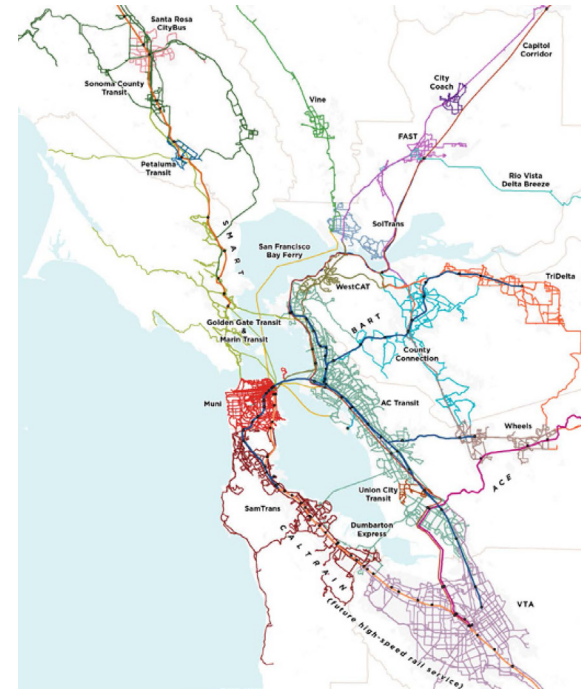 Santa Rosa
CityBus
Capitol
Corridor
Sonoma County
Transit
City
Coach
Vine
FAST
Petaluma
Transit
Rio Vista
Delta Breeze
SMART
SolTrans
San Francisco
Bay Ferry
TriDelta
WestCAT
BART
Golden Gate Transit
&
Marin Transit
County
Connection
Muni
AC Transit
Wheels
ACE
Union City
Transit
SamTrans
Dumbarton
Express
CALTRAIN
VTA
(future high-speed rail service)